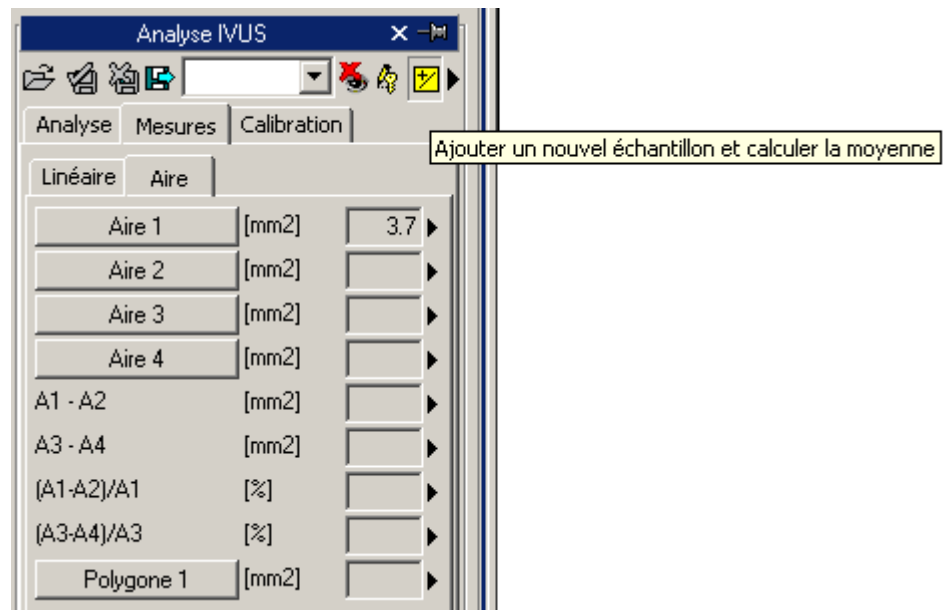 Analyse IVUS
Analyse Mesures Calibration
Ajouter un nouvel échantillon et calculer la moyenne
Linéaire Aire
Aire 1 [mm2] 3.7
Aire 2 [mm2]
Aire 3 [mm2]
Aire 4 [mm2]
A1 - A2 [mm2]
A3 - A4 [mm2]
(A1-A2)/A1 [%]
(A3-A4)/A3 [%]
Polygone 1 [mm2]